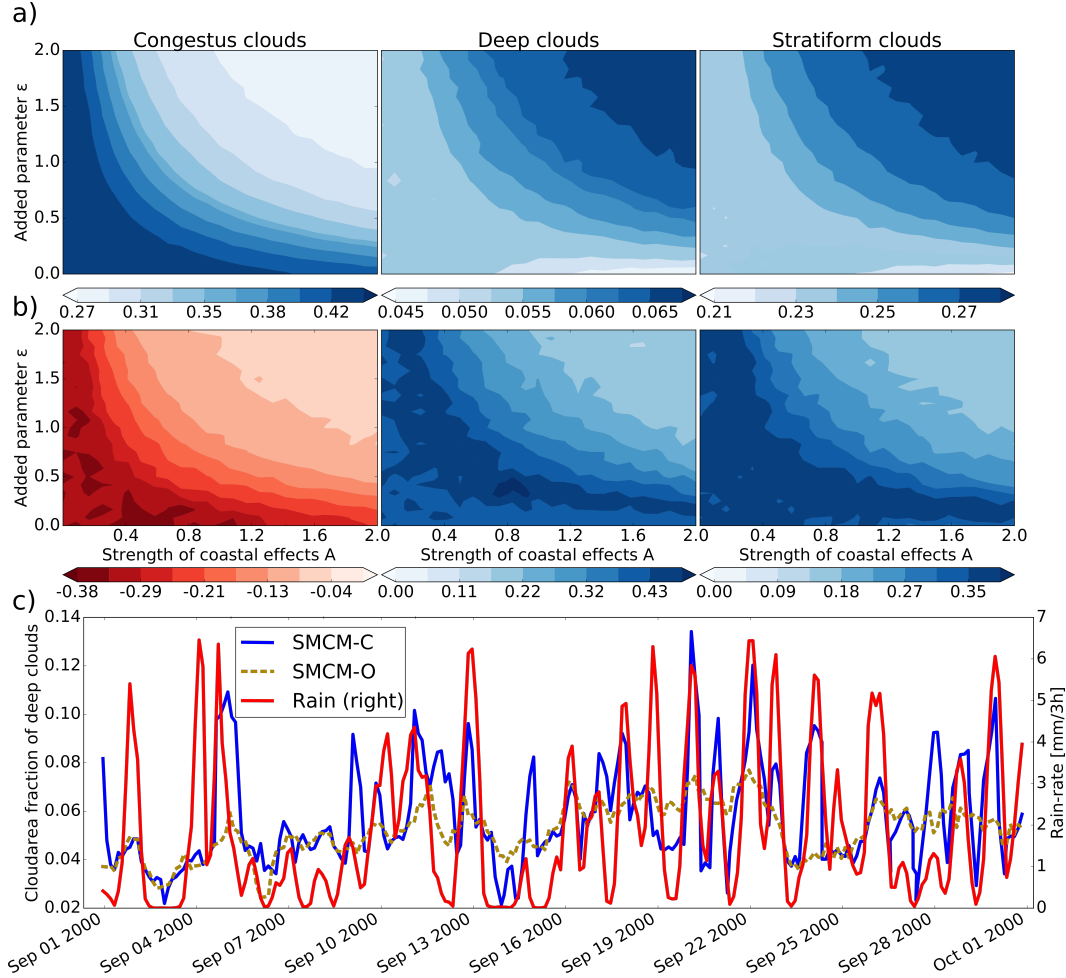 a)
Congestus clouds Deep clouds Stratiform clouds
Added parameter ε
2.0
1.5
1.0
0.5
0.0
0.27 0.31 0.35 0.38 0.42
0.045 0.050 0.055 0.060 0.065
0.21 0.23 0.25 0.27
b)
Added parameter ε
2.0
1.5
1.0
0.5
0.0
0.4 0.8 1.2 1.6 2.0
0.4 0.8 1.2 1.6 2.0
0.4 0.8 1.2 1.6 2.0
Strength of coastal effects A Strength of coastal effects A Strength of coastal effects A
-0.38 -0.29 -0.21 -0.13 -0.04
0.00 0.11 0.22 0.32 0.43
0.00 0.09 0.18 0.27 0.35
c)
Cloudarea fraction of deep clouds
0.14
0.12
0.10
0.08
0.06
0.04
0.02
SMCM-C
SMCM-O
Rain (right)
7
6
5
4
3
2
1
0
Rain-rate [mm/3h]
Sep 01 2000 Sep 04 2000 Sep 07 2000 Sep 10 2000 Sep 13 2000 Sep 16 2000 Sep 19 2000 Sep 22 2000 Sep 25 2000 Sep 28 2000 Oct 01 2000